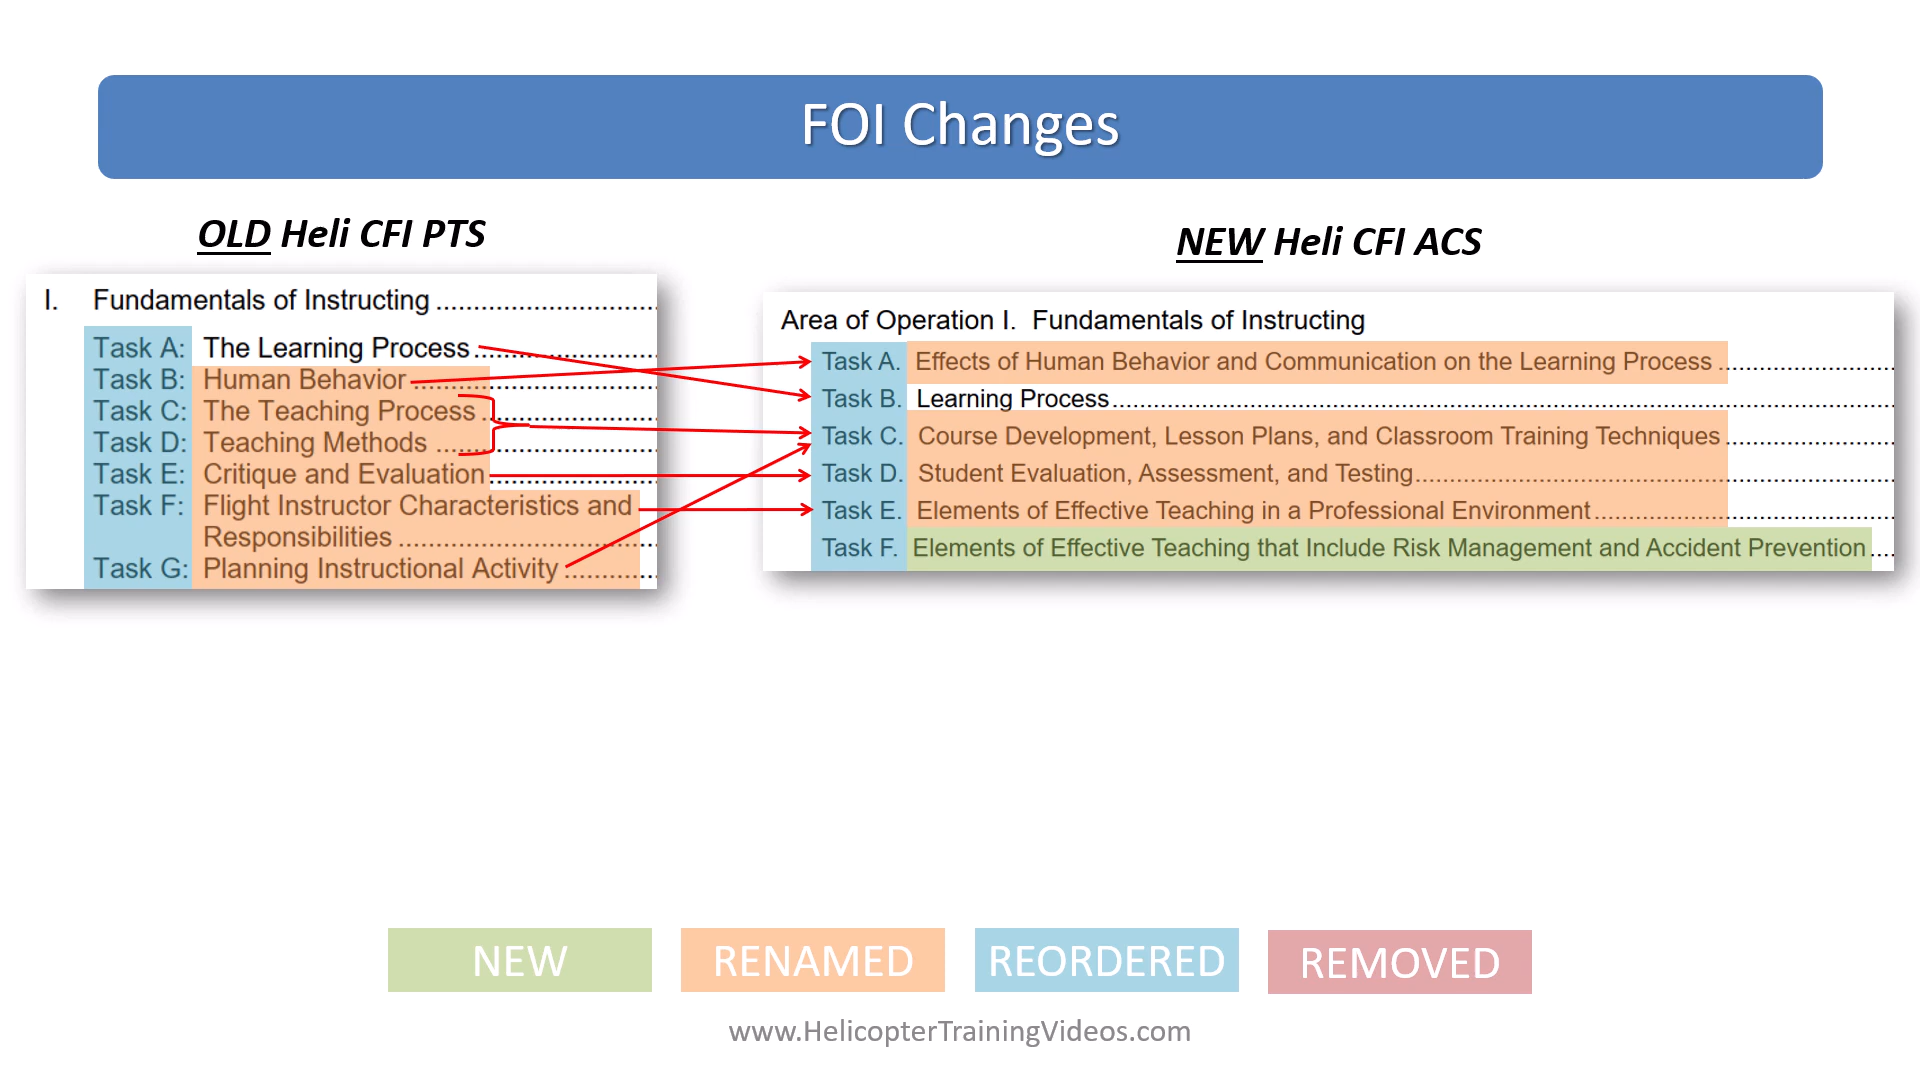 FOI Changes
OLD Heli CFI PTS
I. Fundamentals of Instructing ..............................
Task A: The Learning Process .........................
Task B: Human Behavior .................................
Task C: The Teaching Process .......................
Task D: Teaching Methods ..............................
Task E: Critique and Evaluation .......................
Task F: Flight Instructor Characteristics and
Responsibilities ..................................
Task G: Planning Instructional Activity ............
NEW Heli CFI ACS
Area of Operation I. Fundamentals of Instructing
Task A. Effects of Human Behavior and Communication on the Learning Process ..........................
Task B. Learning Process ..........................
Task C. Course Development, Lesson Plans, and Classroom Training Techniques ..........................
Task D. Student Evaluation, Assessment, and Testing ..........................
Task E. Elements of Effective Teaching in a Professional Environment ..........................
Task F. Elements of Effective Teaching that Include Risk Management and Accident Prevention ....
NEW
RENAMED
REORDERED
REMOVED
www.HelicopterTrainingVideos.com